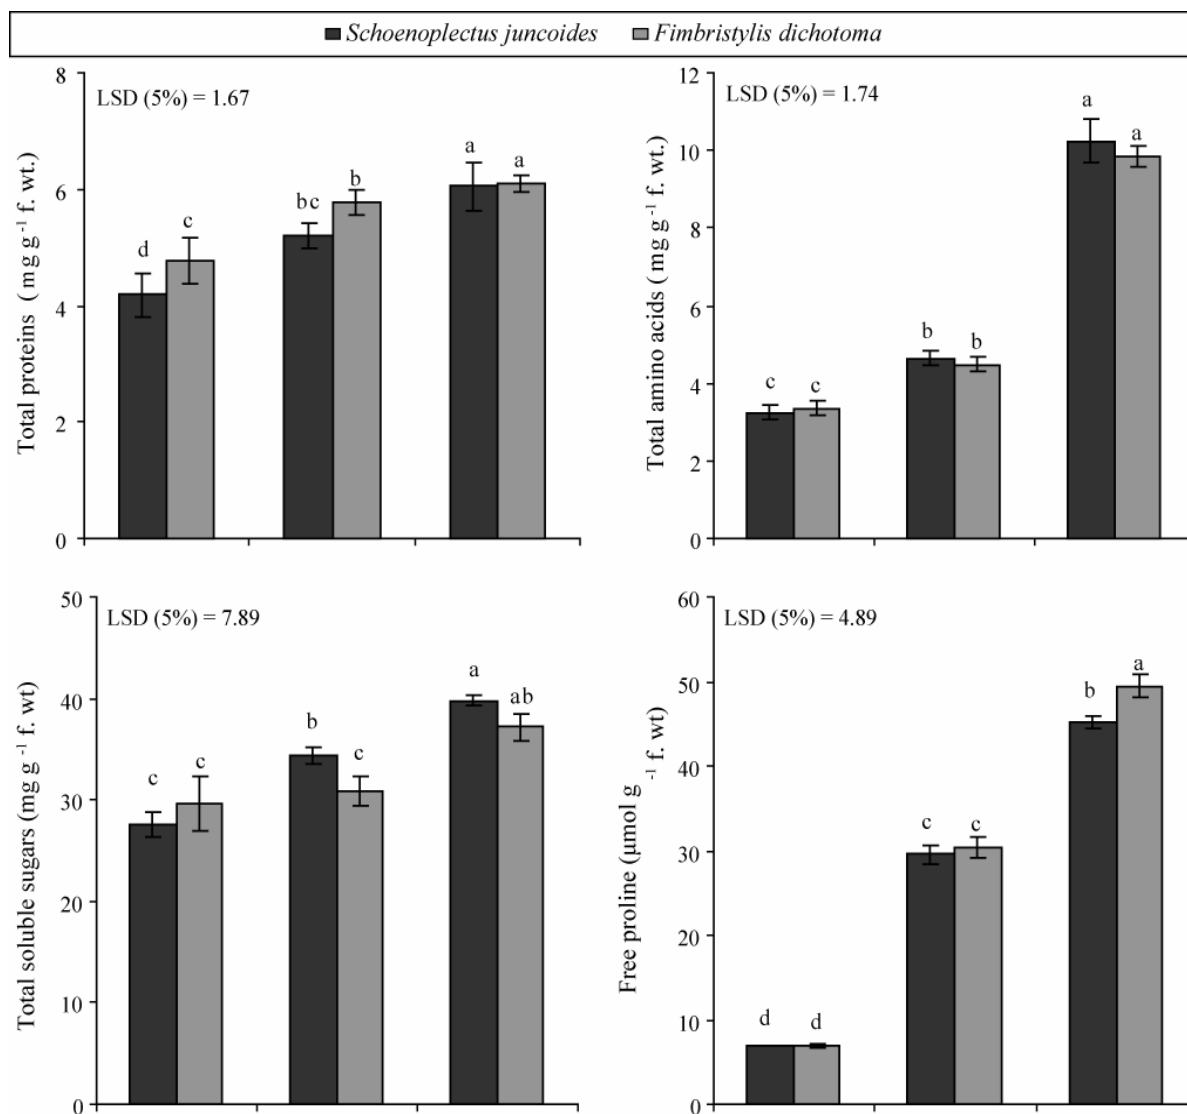 Schoenoplectus juncoides Fimbristylis dichotoma
Total proteins ( mg g -1 f. wt.)
8
6
4
2
0
LSD (5%) = 1.67
d
c
bc
b
a
a
Total amino acids ( mg g -1 f. wt.)
12
10
8
6
4
2
0
LSD (5%) = 1.74
c
c
b
b
a
a
Total soluble sugars (mg g -1 f. wt)
50
40
30
20
10
0
LSD (5%) = 7.89
c
c
b
c
a
ab
Free proline (µmol g -1 f. wt)
60
50
40
30
20
10
0
LSD (5%) = 4.89
d
d
c
c
b
a